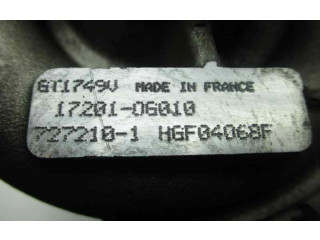 GT1749V MADE IN FRANCE
17201-0G010
727210-1 HGF04068F